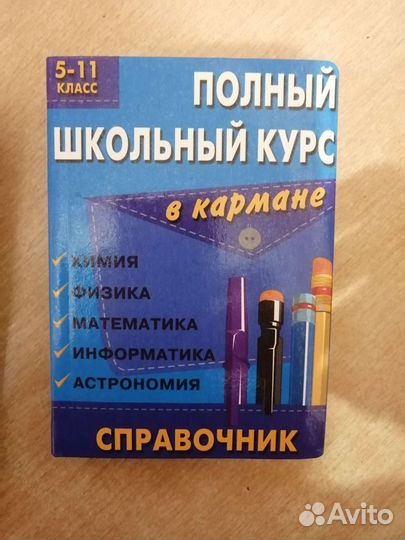 5-11
КЛАСС
ПОЛНЫЙ
ШКОЛЬНЫЙ КУРС
в кармане
ХИМИЯ
ФИЗИКА
МАТЕМАТИКА
ИНФОРМАТИКА
АСТРОНОМИЯ
СПРАВОЧНИК
Avito